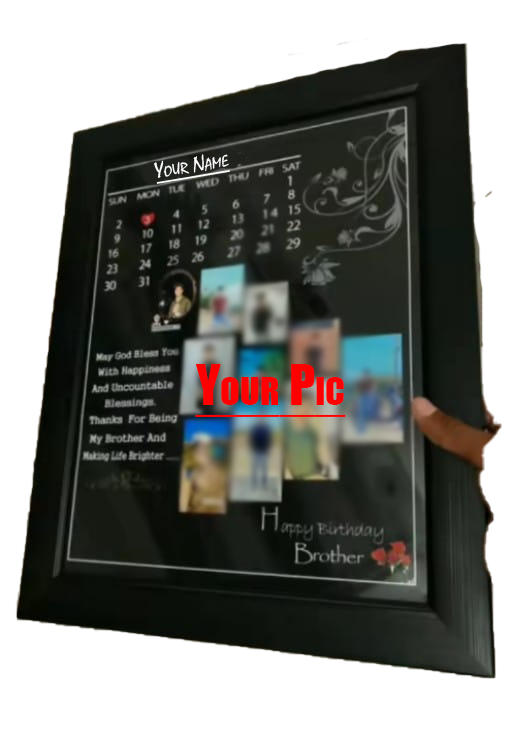 Your Name
SUN MON TUE WED THU FRI SAT
1
2 3 4 5 6 7 8
9 10 11 12 13 14 15
16 17 18 19 20 21 22
23 24 25 26 27 28 29
30 31
May God Bless You
With Happiness
And Uncountable
Blessings.
Thanks For Being
My Brother And
Making Life Brighter .....
Your Pic
Happy Birthday
Brother